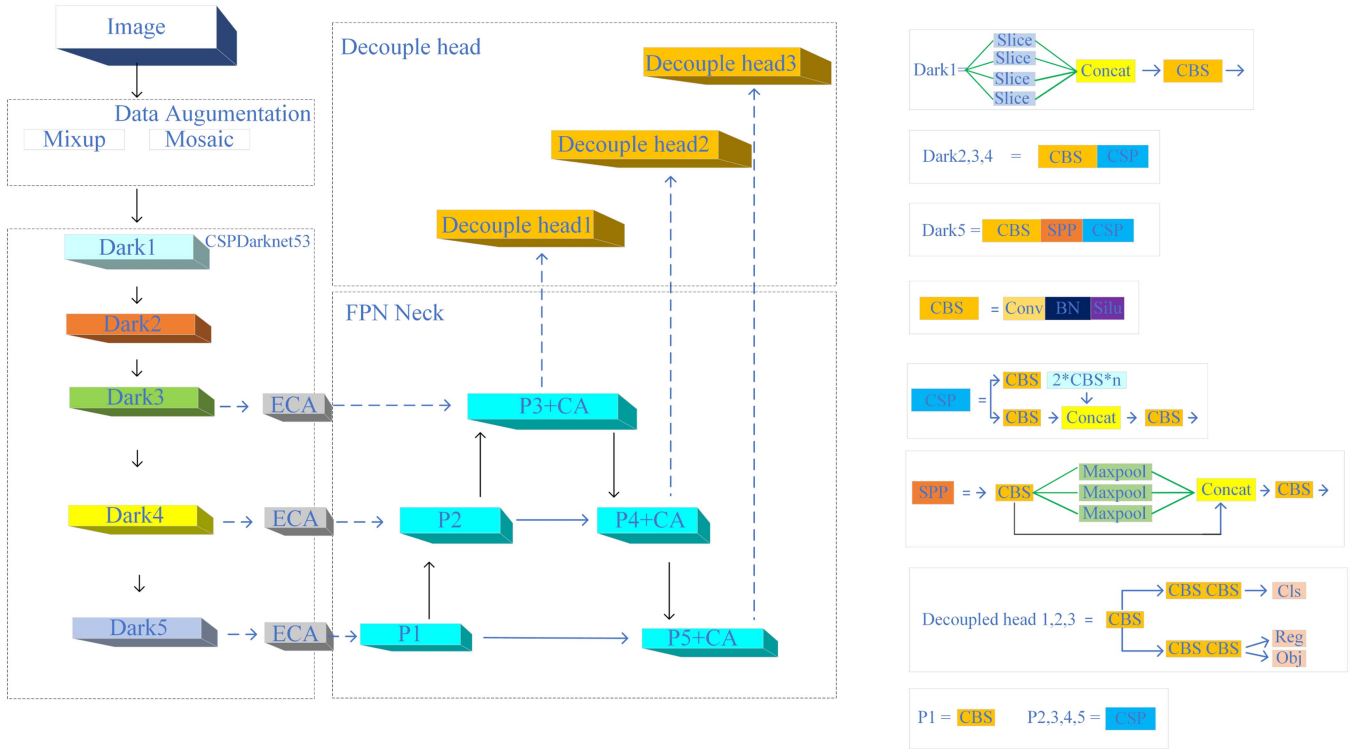 Image
Data Augumentation
Mixup Mosaic
CSPDarknet53
Dark1
Dark2
Dark3
Dark4
Dark5
ECA
ECA
ECA
Decouple head
Decouple head3
Decouple head2
Decouple head1
FPN Neck
P3+CA
P2
P4+CA
P1
P5+CA
Dark1=
Slice
Slice
Slice
Slice
Concat
CBS
Dark2,3,4 = CBS CSP
Dark5 = CBS SPP CSP
CBS = Conv BN Silu
CSP =
CBS 2*CBS*n
CBS Concat CBS
SPP = CBS
Maxpool
Maxpool
Maxpool
Concat CBS
Decoupled head 1,2,3 = CBS
CBS CBS Cls
CBS CBS
Reg
Obj
P1 = CBS P2,3,4,5 = CSP